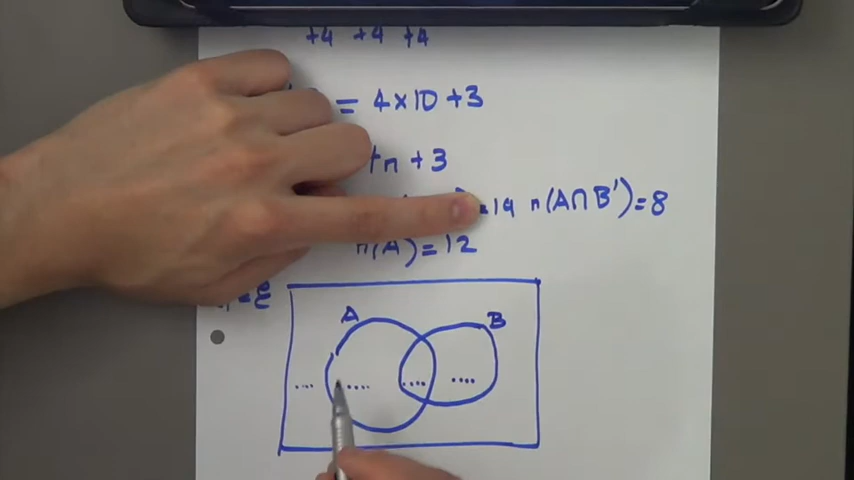 +4 +4 +4
= 4×10 +3
n + 3
=14 n(A∩B')=8
n(A)=12
=ℰ
A B
.... ..... .... ....